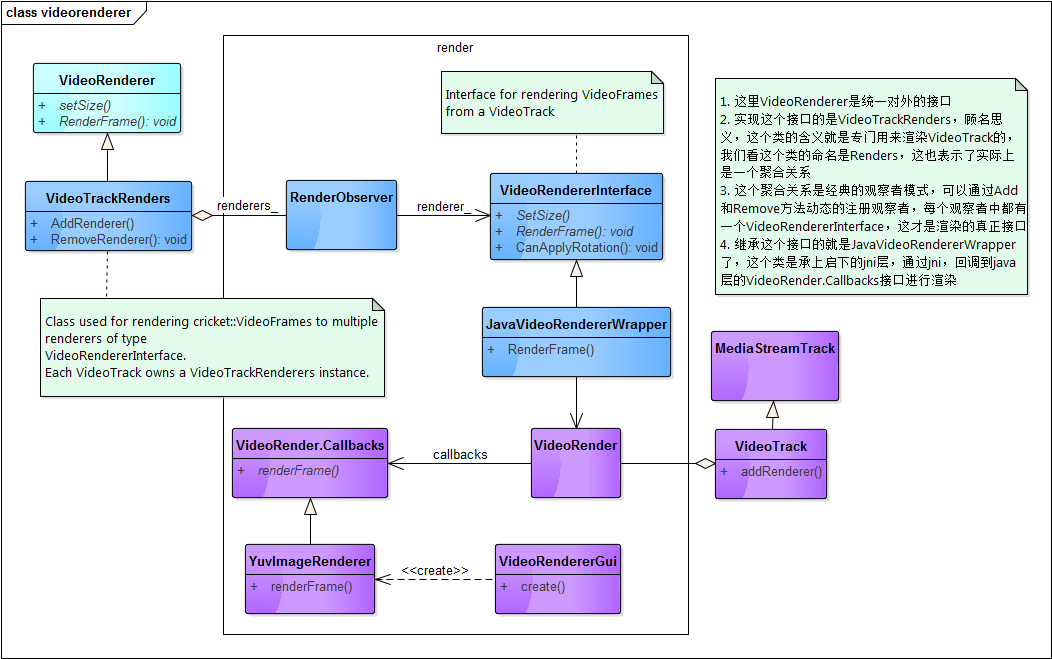 class videorenderer
render
VideoRenderer
+ setSize()
+ RenderFrame(): void
Interface for rendering VideoFrames
from a VideoTrack
1. 这里VideoRenderer是统一对外的接口
2. 实现这个接口的是VideoTrackRenders，顾名思
义，这个类的含义就是专门用来渲染VideoTrack的，
我们看这个类的命名是Renders，这也表示了实际上
是一个聚合关系
3. 这个聚合关系是经典的观察者模式，可以通过Add
和Remove方法动态的注册观察者，每个观察者中都有
一个VideoRendererInterface，这才是渲染的真正接口
4. 继承这个接口的就是JavaVideoRendererWrapper
了，这个类是承上启下的jni层，通过jni，回调到java
层的VideoRender.Callbacks接口进行渲染
VideoTrackRenders
+ AddRenderer()
+ RemoveRenderer(): void
renderers_
RenderObserver
renderer_
VideoRendererInterface
+ SetSize()
+ RenderFrame(): void
+ CanApplyRotation(): void
Class used for rendering cricket::VideoFrames to multiple
renderers of type
VideoRendererInterface.
Each VideoTrack owns a VideoTrackRenderers instance.
JavaVideoRendererWrapper
+ RenderFrame()
MediaStreamTrack
VideoRender.Callbacks
+ renderFrame()
callbacks
VideoRender
VideoTrack
+ addRenderer()
YuvImageRenderer
+ renderFrame()
<<create>>
VideoRendererGui
+ create()